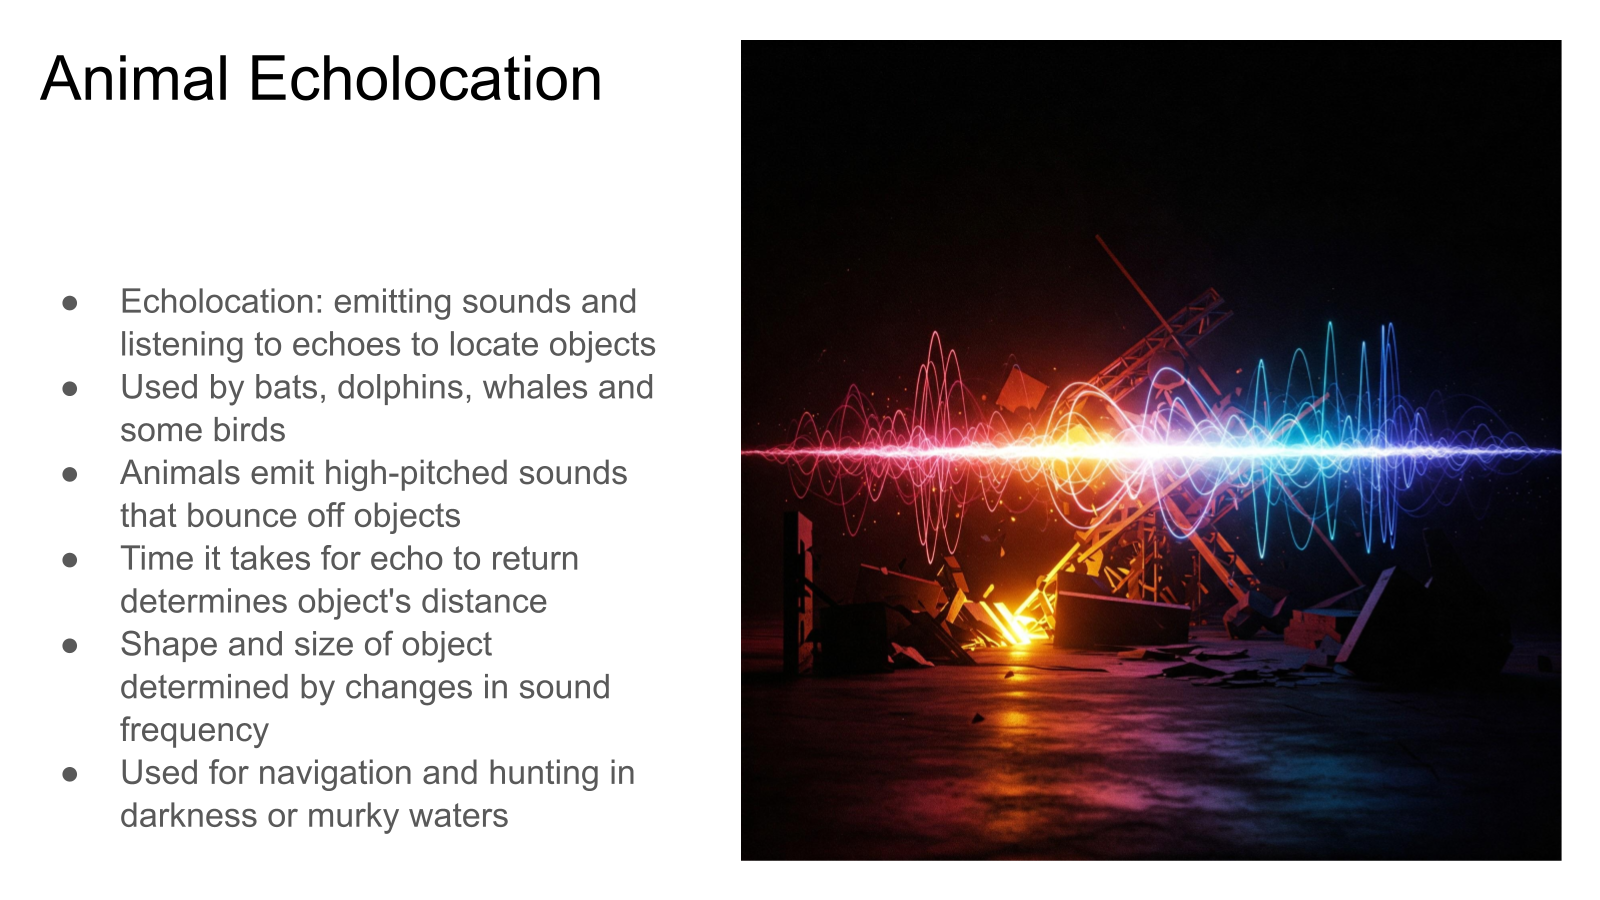 Animal Echolocation
● Echolocation: emitting sounds and
listening to echoes to locate objects
● Used by bats, dolphins, whales and
some birds
● Animals emit high-pitched sounds
that bounce off objects
● Time it takes for echo to return
determines object's distance
● Shape and size of object
determined by changes in sound
frequency
● Used for navigation and hunting in
darkness or murky waters